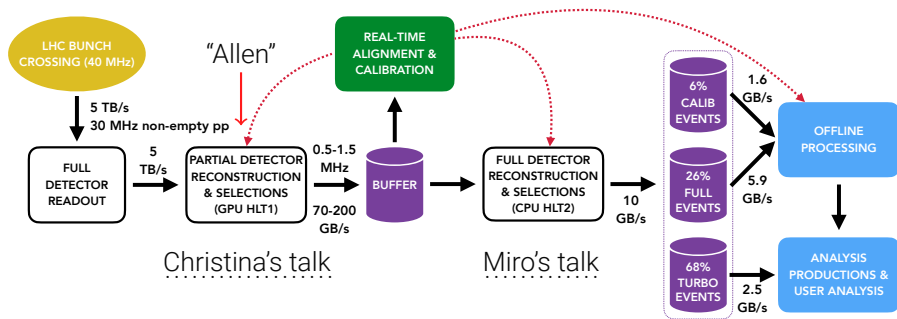 LHC BUNCH
CROSSING (40 MHz)
"Allen"
REAL-TIME
ALIGNMENT &
CALIBRATION
5 TB/s
30 MHz non-empty pp
FULL
DETECTOR
READOUT
5
TB/s
PARTIAL DETECTOR
RECONSTRUCTION
& SELECTIONS
(GPU HLT1)
0.5-1.5
MHz
70-200
GB/s
BUFFER
FULL DETECTOR
RECONSTRUCTION
& SELECTIONS
(CPU HLT2)
10
GB/s
6%
CALIB
EVENTS
1.6
GB/s
26%
FULL
EVENTS
5.9
GB/s
68%
TURBO
EVENTS
2.5
GB/s
OFFLINE
PROCESSING
ANALYSIS
PRODUCTIONS &
USER ANALYSIS
Christina's talk
Miro's talk